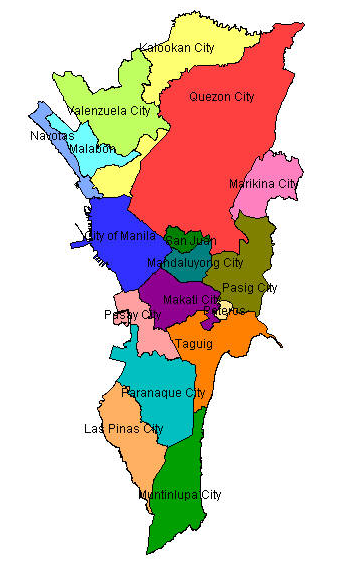 Kalookan City
Quezon City
Valenzuela City
Navotas
Malabon
Marikina City
City of Manila
San Juan
Mandaluyong City
Pasig City
Makati City
Pateros
Pasay City
Taguig
Paranaque City
Las Pinas City
Muntinlupa City